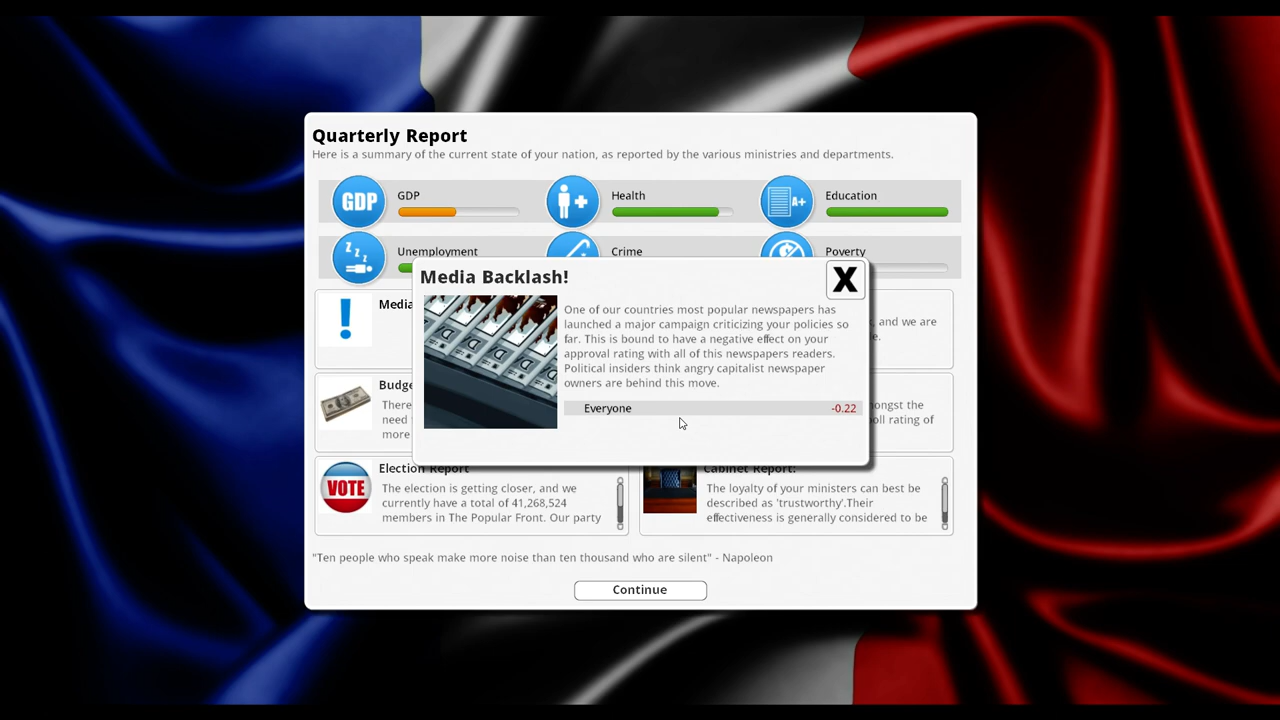 Quarterly Report
Here is a summary of the current state of your nation, as reported by the various ministries and departments.
GDP
GDP
Health
A+
Education
Z Z Z
Unemployment
Crime
Poverty
Media Backlash!
X
One of our countries most popular newspapers has
launched a major campaign criticizing your policies so
far. This is bound to have a negative effect on your
approval rating with all of this newspapers readers.
Political insiders think angry capitalist newspaper
owners are behind this move.
Everyone -0.22
Media
, and we are
Budge
There
need
more
ongst the
oll rating of
Election Report
VOTE
The election is getting closer, and we
currently have a total of 41,268,524
members in The Popular Front. Our party
Cabinet Report:
The loyalty of your ministers can best be
described as 'trustworthy'.Their
effectiveness is generally considered to be
"Ten people who speak make more noise than ten thousand who are silent" - Napoleon
Continue